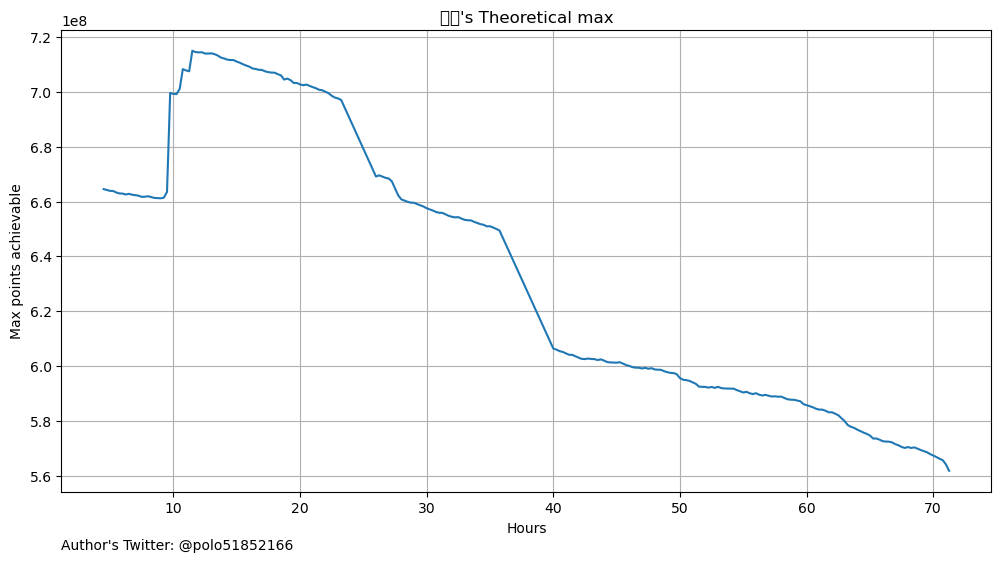 's Theoretical max
1e8
7.2
7.0
6.8
6.6
6.4
6.2
6.0
5.8
5.6
Max points achievable
10 20 30 40 50 60 70
Hours
Author's Twitter: @polo51852166